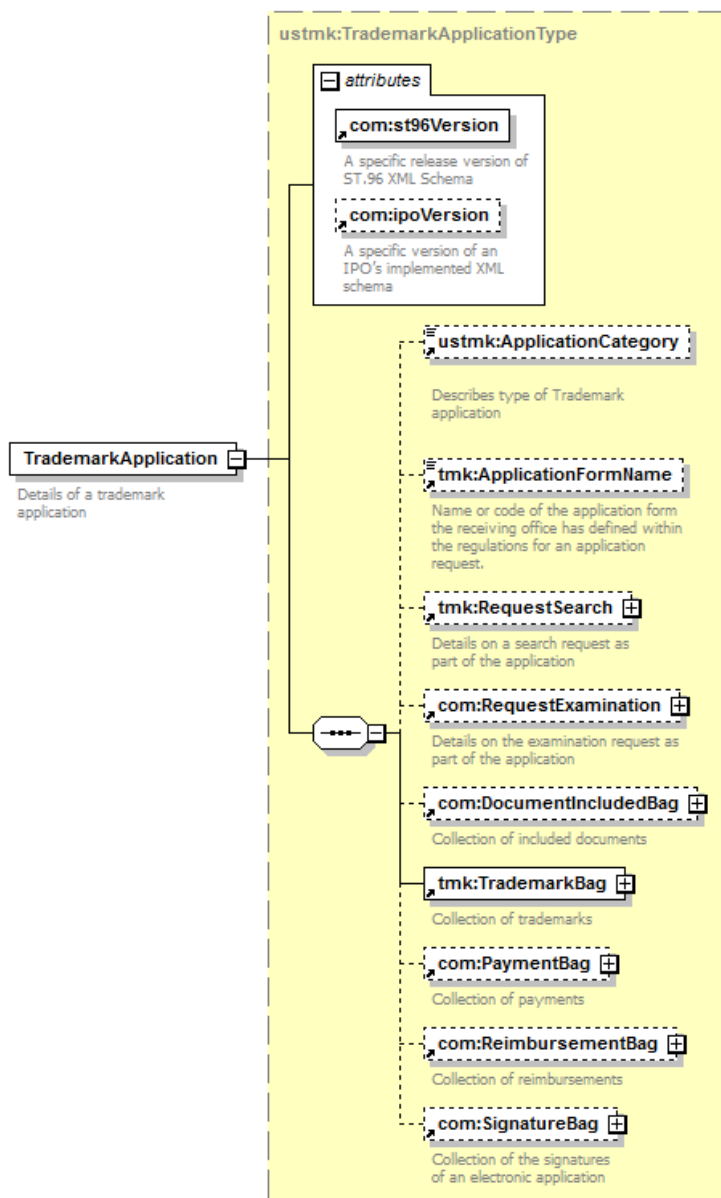 ustmk:TrademarkApplicationType
attributes
com:st96Version
A specific release version of
ST.96 XML Schema
com:ipoVersion
A specific version of an
IPO's implemented XML
schema
ustmk:ApplicationCategory
Describes type of Trademark
application
TrademarkApplication
Details of a trademark
application
tmk:ApplicationFormName
Name or code of the application form
the receiving office has defined within
the regulations for an application
request.
tmk:RequestSearch
Details on a search request as
part of the application
com:RequestExamination
Details on the examination request as
part of the application
com:DocumentIncludedBag
Collection of included documents
tmk:TrademarkBag
Collection of trademarks
com:PaymentBag
Collection of payments
com:ReimbursementBag
Collection of reimbursements
com:SignatureBag
Collection of the signatures
of an electronic application